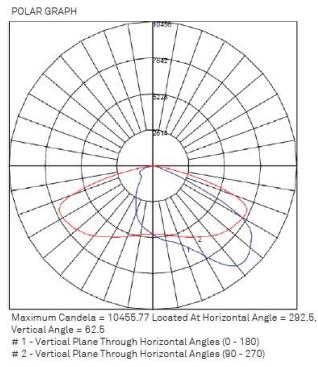 POLAR GRAPH
10456
7842
5228
2614
2
1
Maximum Candela = 10455.77 Located At Horizontal Angle = 292.5,
Vertical Angle = 62.5
# 1 - Vertical Plane Through Horizontal Angles (0 - 180)
# 2 - Vertical Plane Through Horizontal Angles (90 - 270)